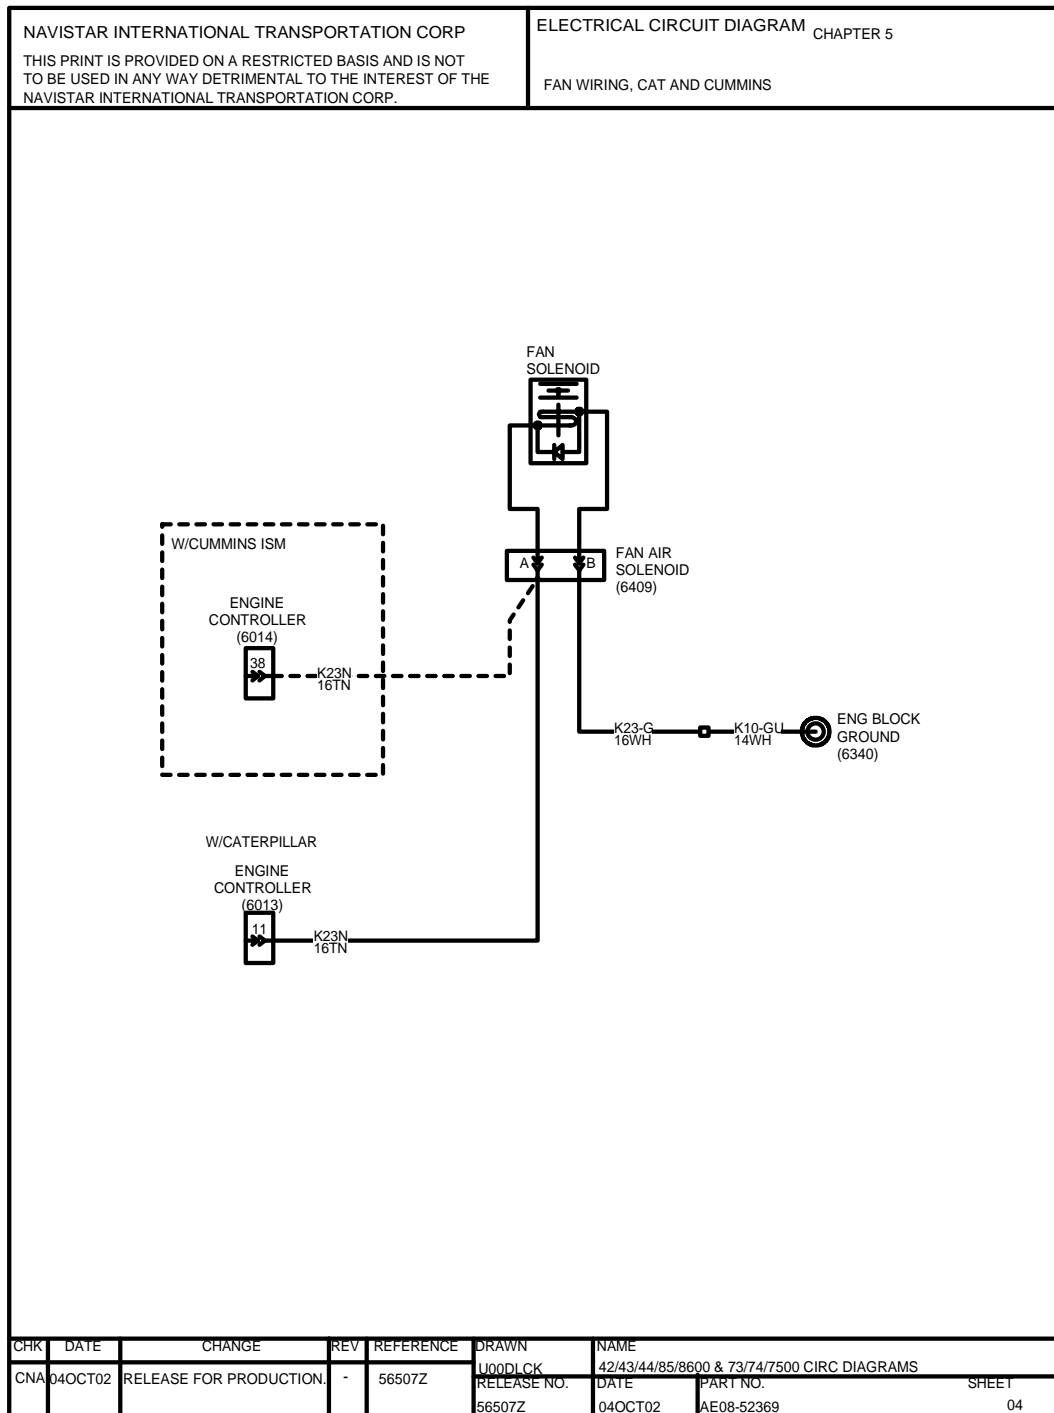 NAVISTAR INTERNATIONAL TRANSPORTATION CORP
THIS PRINT IS PROVIDED ON A RESTRICTED BASIS AND IS NOT
TO BE USED IN ANY WAY DETRIMENTAL TO THE INTEREST OF THE
NAVISTAR INTERNATIONAL TRANSPORTATION CORP.
ELECTRICAL CIRCUIT DIAGRAM CHAPTER 5
FAN WIRING, CAT AND CUMMINS
FAN
SOLENOID
W/CUMMINS ISM
A B
FAN AIR
SOLENOID
(6409)
ENGINE
CONTROLLER
(6014)
38
K23N
16TN
K23-G
16WH
K10-GU
14WH
ENG BLOCK
GROUND
(6340)
W/CATERPILLAR
ENGINE
CONTROLLER
(6013)
11
K23N
16TN
CHK DATE CHANGE REV REFERENCE DRAWN NAME
U00DLCK 42/43/44/85/8600 & 73/74/7500 CIRC DIAGRAMS
CNA 04OCT02 RELEASE FOR PRODUCTION. - 56507Z
RELEASE NO. DATE PART NO. SHEET
56507Z 04OCT02 AE08-52369 04